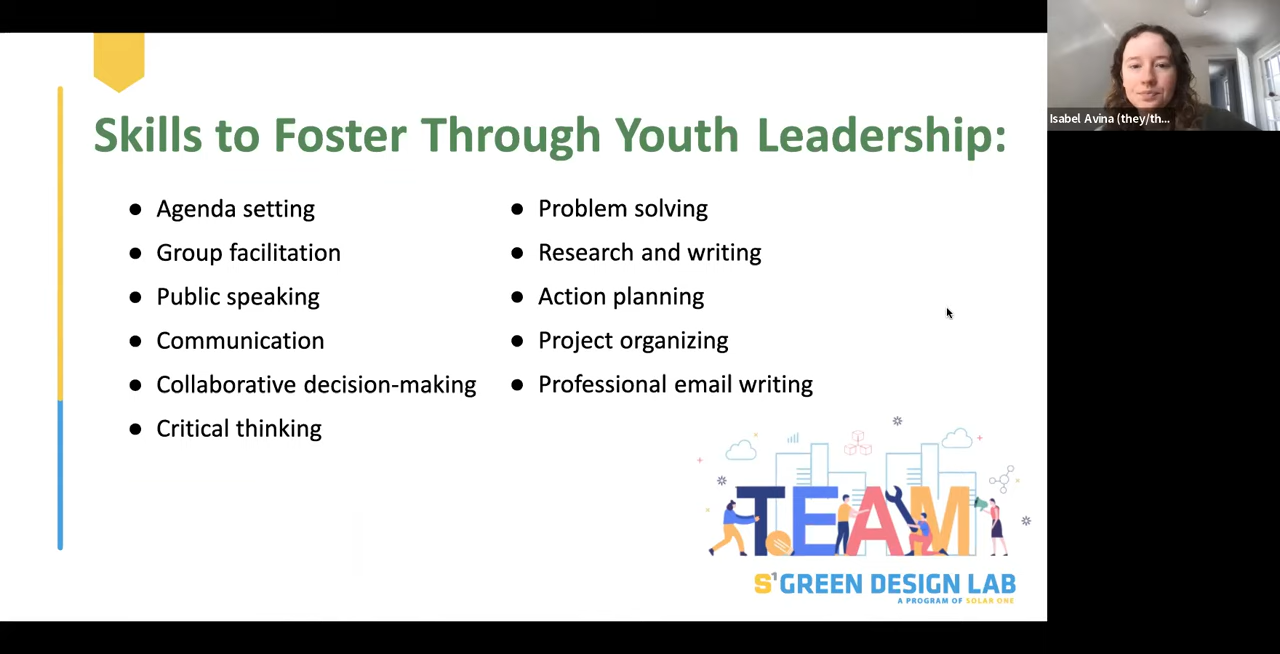 Skills to Foster Through Youth Leadership:
● Agenda setting
● Group facilitation
● Public speaking
● Communication
● Collaborative decision-making
● Critical thinking
● Problem solving
● Research and writing
● Action planning
● Project organizing
● Professional email writing
TEAM
S1 GREEN DESIGN LAB
A PROGRAM OF SOLAR ONE
Isabel Avina (they/th...